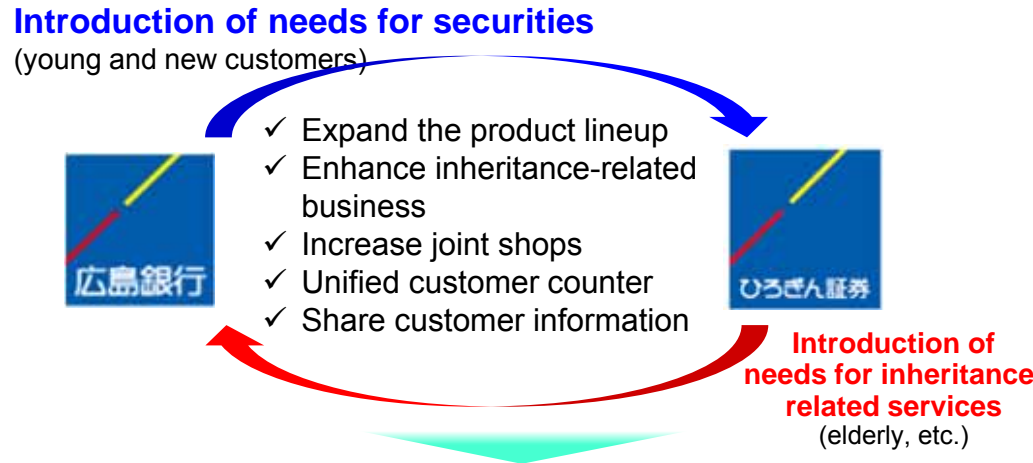 Introduction of needs for securities
(young and new customers)
✓ Expand the product lineup
✓ Enhance inheritance-related
business
✓ Increase joint shops
✓ Unified customer counter
✓ Share customer information
広島銀行
ひろぎん証券
Introduction of
needs for inheritance
related services
(elderly, etc.)